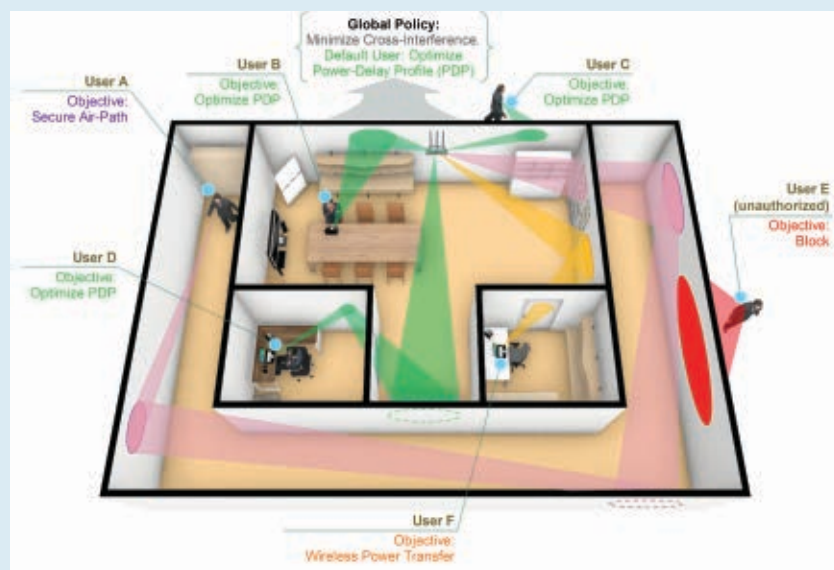 Global Policy:
Minimize Cross-Interference.
Default User: Optimize
Power-Delay Profile (PDP)
User A
Objective:
Secure Air-Path
User B
Objective:
Optimize PDP
User C
Objective:
Optimize PDP
User D
Objective:
Optimize PDP
User E
(unauthorized)
Objective:
Block
User F
Objective:
Wireless Power Transfer